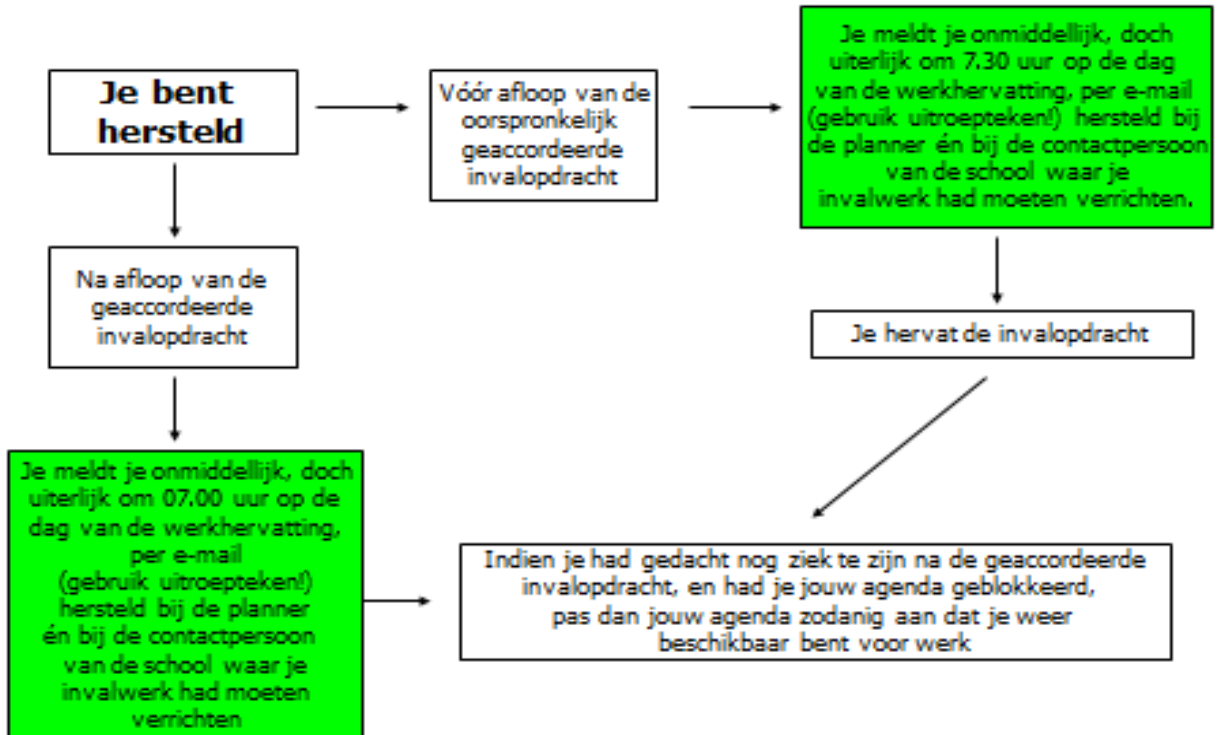 Je bent
hersteld
Vóór afloop van de
oorspronkelijk
geaccordeerde
invalopdracht
Je meldt je onmiddellijk, doch
uiterlijk om 7.30 uur op de dag
van de werkhervatting, per e-mail
(gebruik uitroepteken!) hersteld bij
de planner én bij de contactpersoon
van de school waar je
invalwerk had moeten verrichten.
Na afloop van de
geaccordeerde
invalopdracht
Je hervat de invalopdracht
Je meldt je onmiddellijk, doch
uiterlijk om 07.00 uur op de
dag van de werkhervatting,
per e-mail
(gebruik uitroepteken!)
hersteld bij de planner
én bij de contactpersoon
van de school waar je
invalwerk had moeten
verrichten
Indien je had gedacht nog ziek te zijn na de geaccordeerde
invalopdracht, en had je jouw agenda geblokkeerd,
pas dan jouw agenda zodanig aan dat je weer
beschikbaar bent voor werk